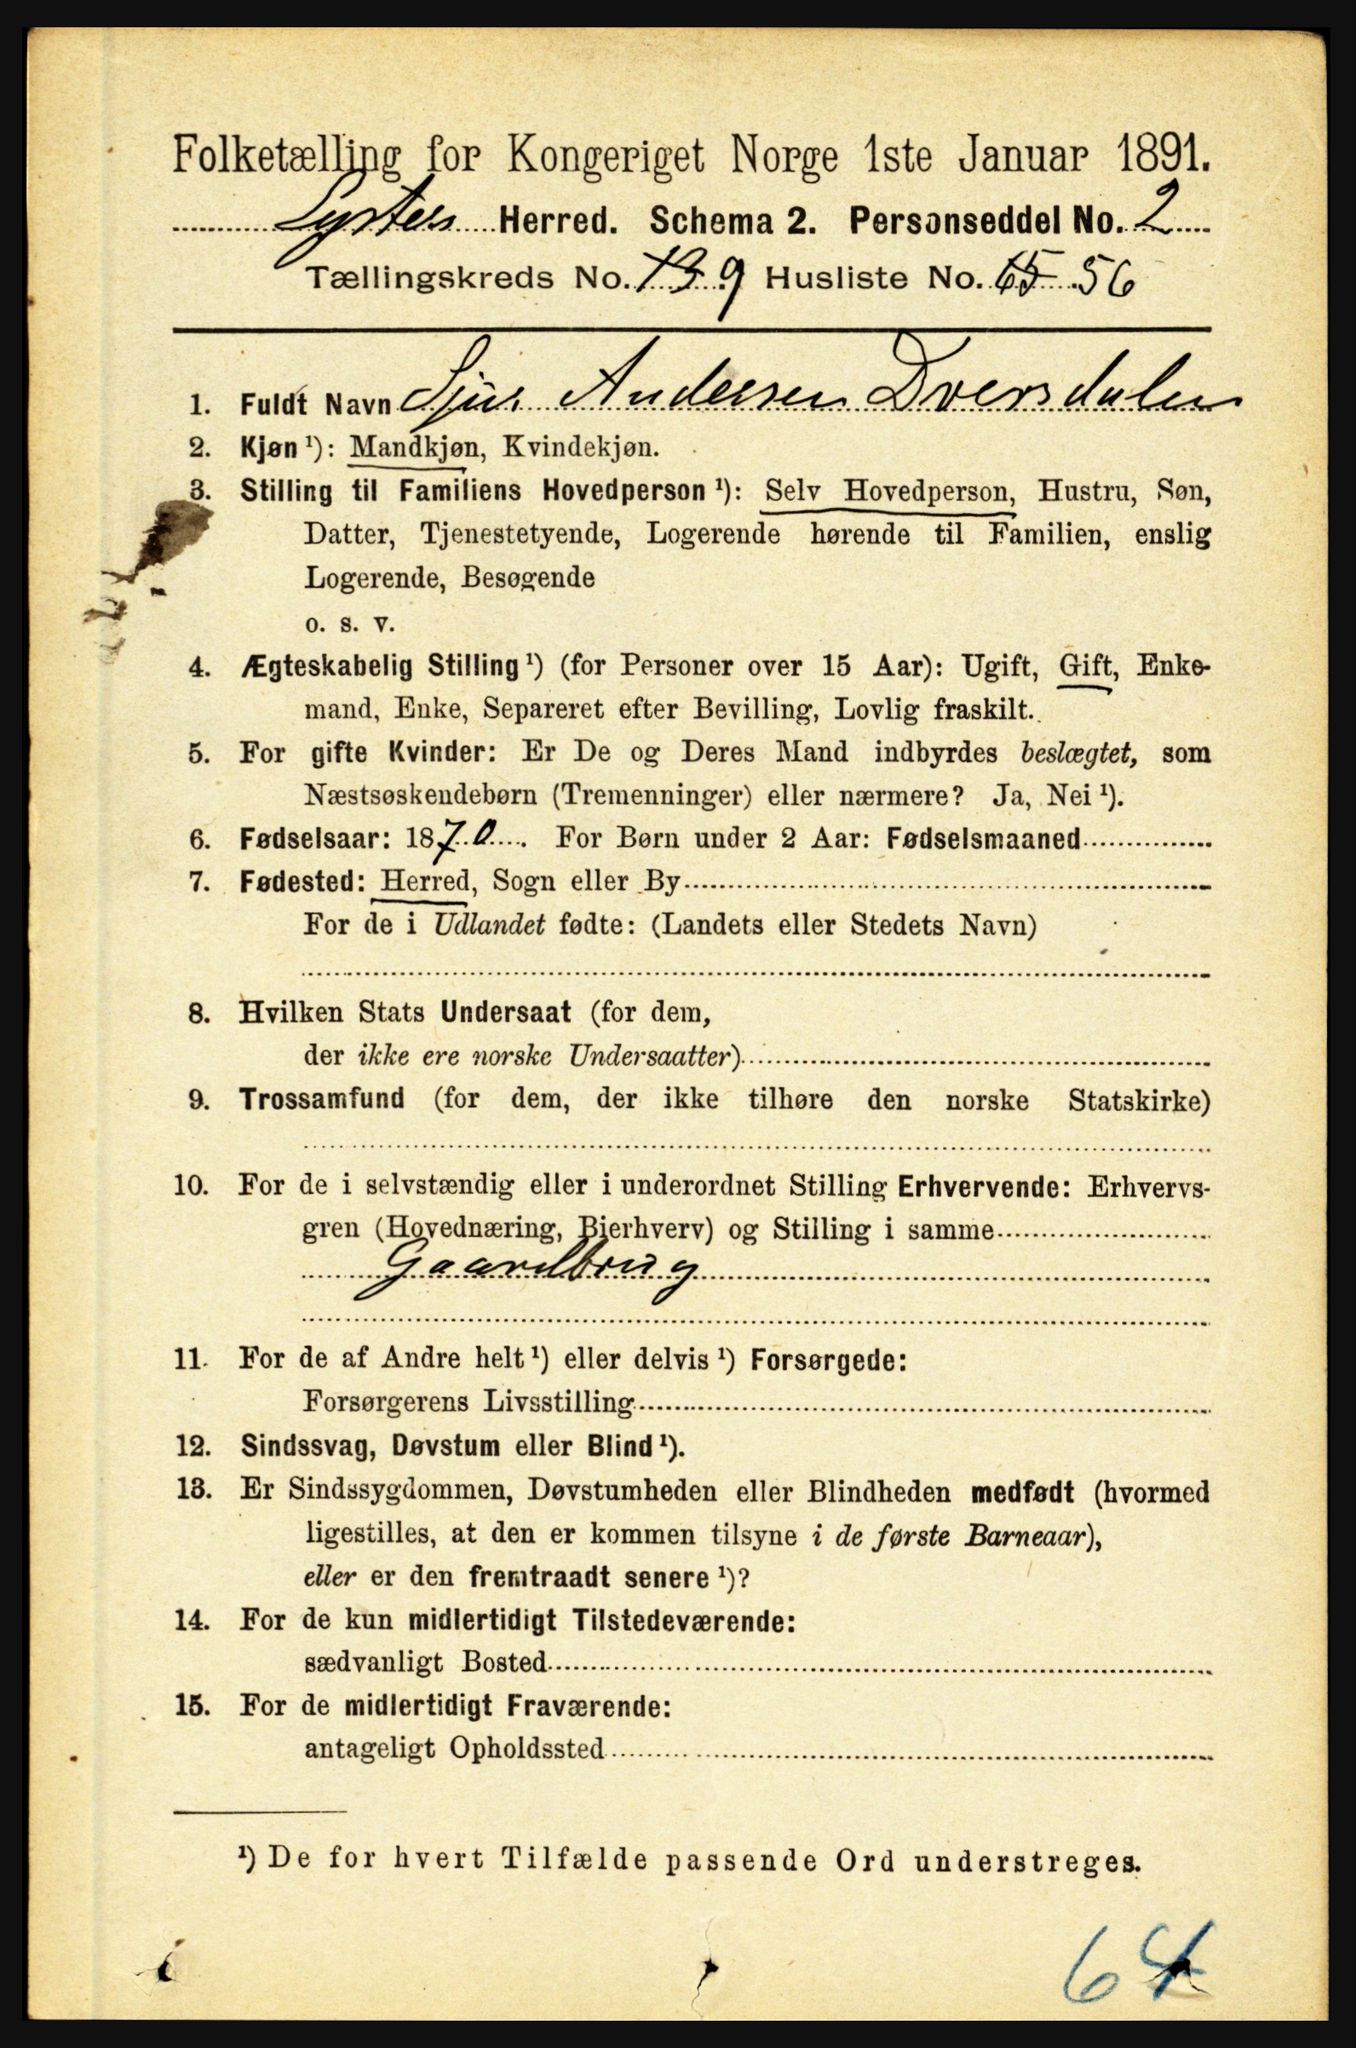 Folketælling for Kongeriget Norge 1ste Januar 1891.
Lyster Herred. Schema 2. Personseddel No. 2
Tællingskreds No. 13 9 Husliste No. 65 56
1. Fuldt Navn Sjur Andersen Dversdalen
2. Kjøn ¹): Mandkjøn, Kvindekjøn.
3. Stilling til Familiens Hovedperson ¹): Selv Hovedperson, Hustru, Søn,
Datter, Tjenestetyende, Logerende hørende til Familien, enslig
Logerende, Besøgende
o. s. v.
4. Ægteskabelig Stilling ¹) (for Personer over 15 Aar): Ugift, Gift, Enke-
mand, Enke, Separeret efter Bevilling, Lovlig fraskilt.
5. For gifte Kvinder: Er De og Deres Mand indbyrdes beslægtet, som
Næstsøskendebørn (Tremenninger) eller nærmere? Ja, Nei ¹).
6. Fødselsaar: 1870. For Børn under 2 Aar: Fødselsmaaned
7. Fødested: Herred, Sogn eller By
For de i Udlandet fødte: (Landets eller Stedets Navn)
8. Hvilken Stats Undersaat (for dem,
der ikke ere norske Undersaatter)
9. Trossamfund (for dem, der ikke tilhøre den norske Statskirke)
10. For de i selvstændig eller i underordnet Stilling Erhvervende: Erhvervs-
gren (Hovednæring, Bierhverv) og Stilling i samme
Gaardbrug
11. For de af Andre helt ¹) eller delvis ¹) Forsørgede:
Forsørgerens Livsstilling
12. Sindssvag, Døvstum eller Blind ¹).
13. Er Sindssygdommen, Døvstumheden eller Blindheden medfødt (hvormed
ligestilles, at den er kommen tilsyne i de første Barneaar),
eller er den fremtraadt senere ¹)?
14. For de kun midlertidigt Tilstedeværende:
sædvanligt Bosted
15. For de midlertidigt Fraværende:
antageligt Opholdssted
¹) De for hvert Tilfælde passende Ord understreges.
64